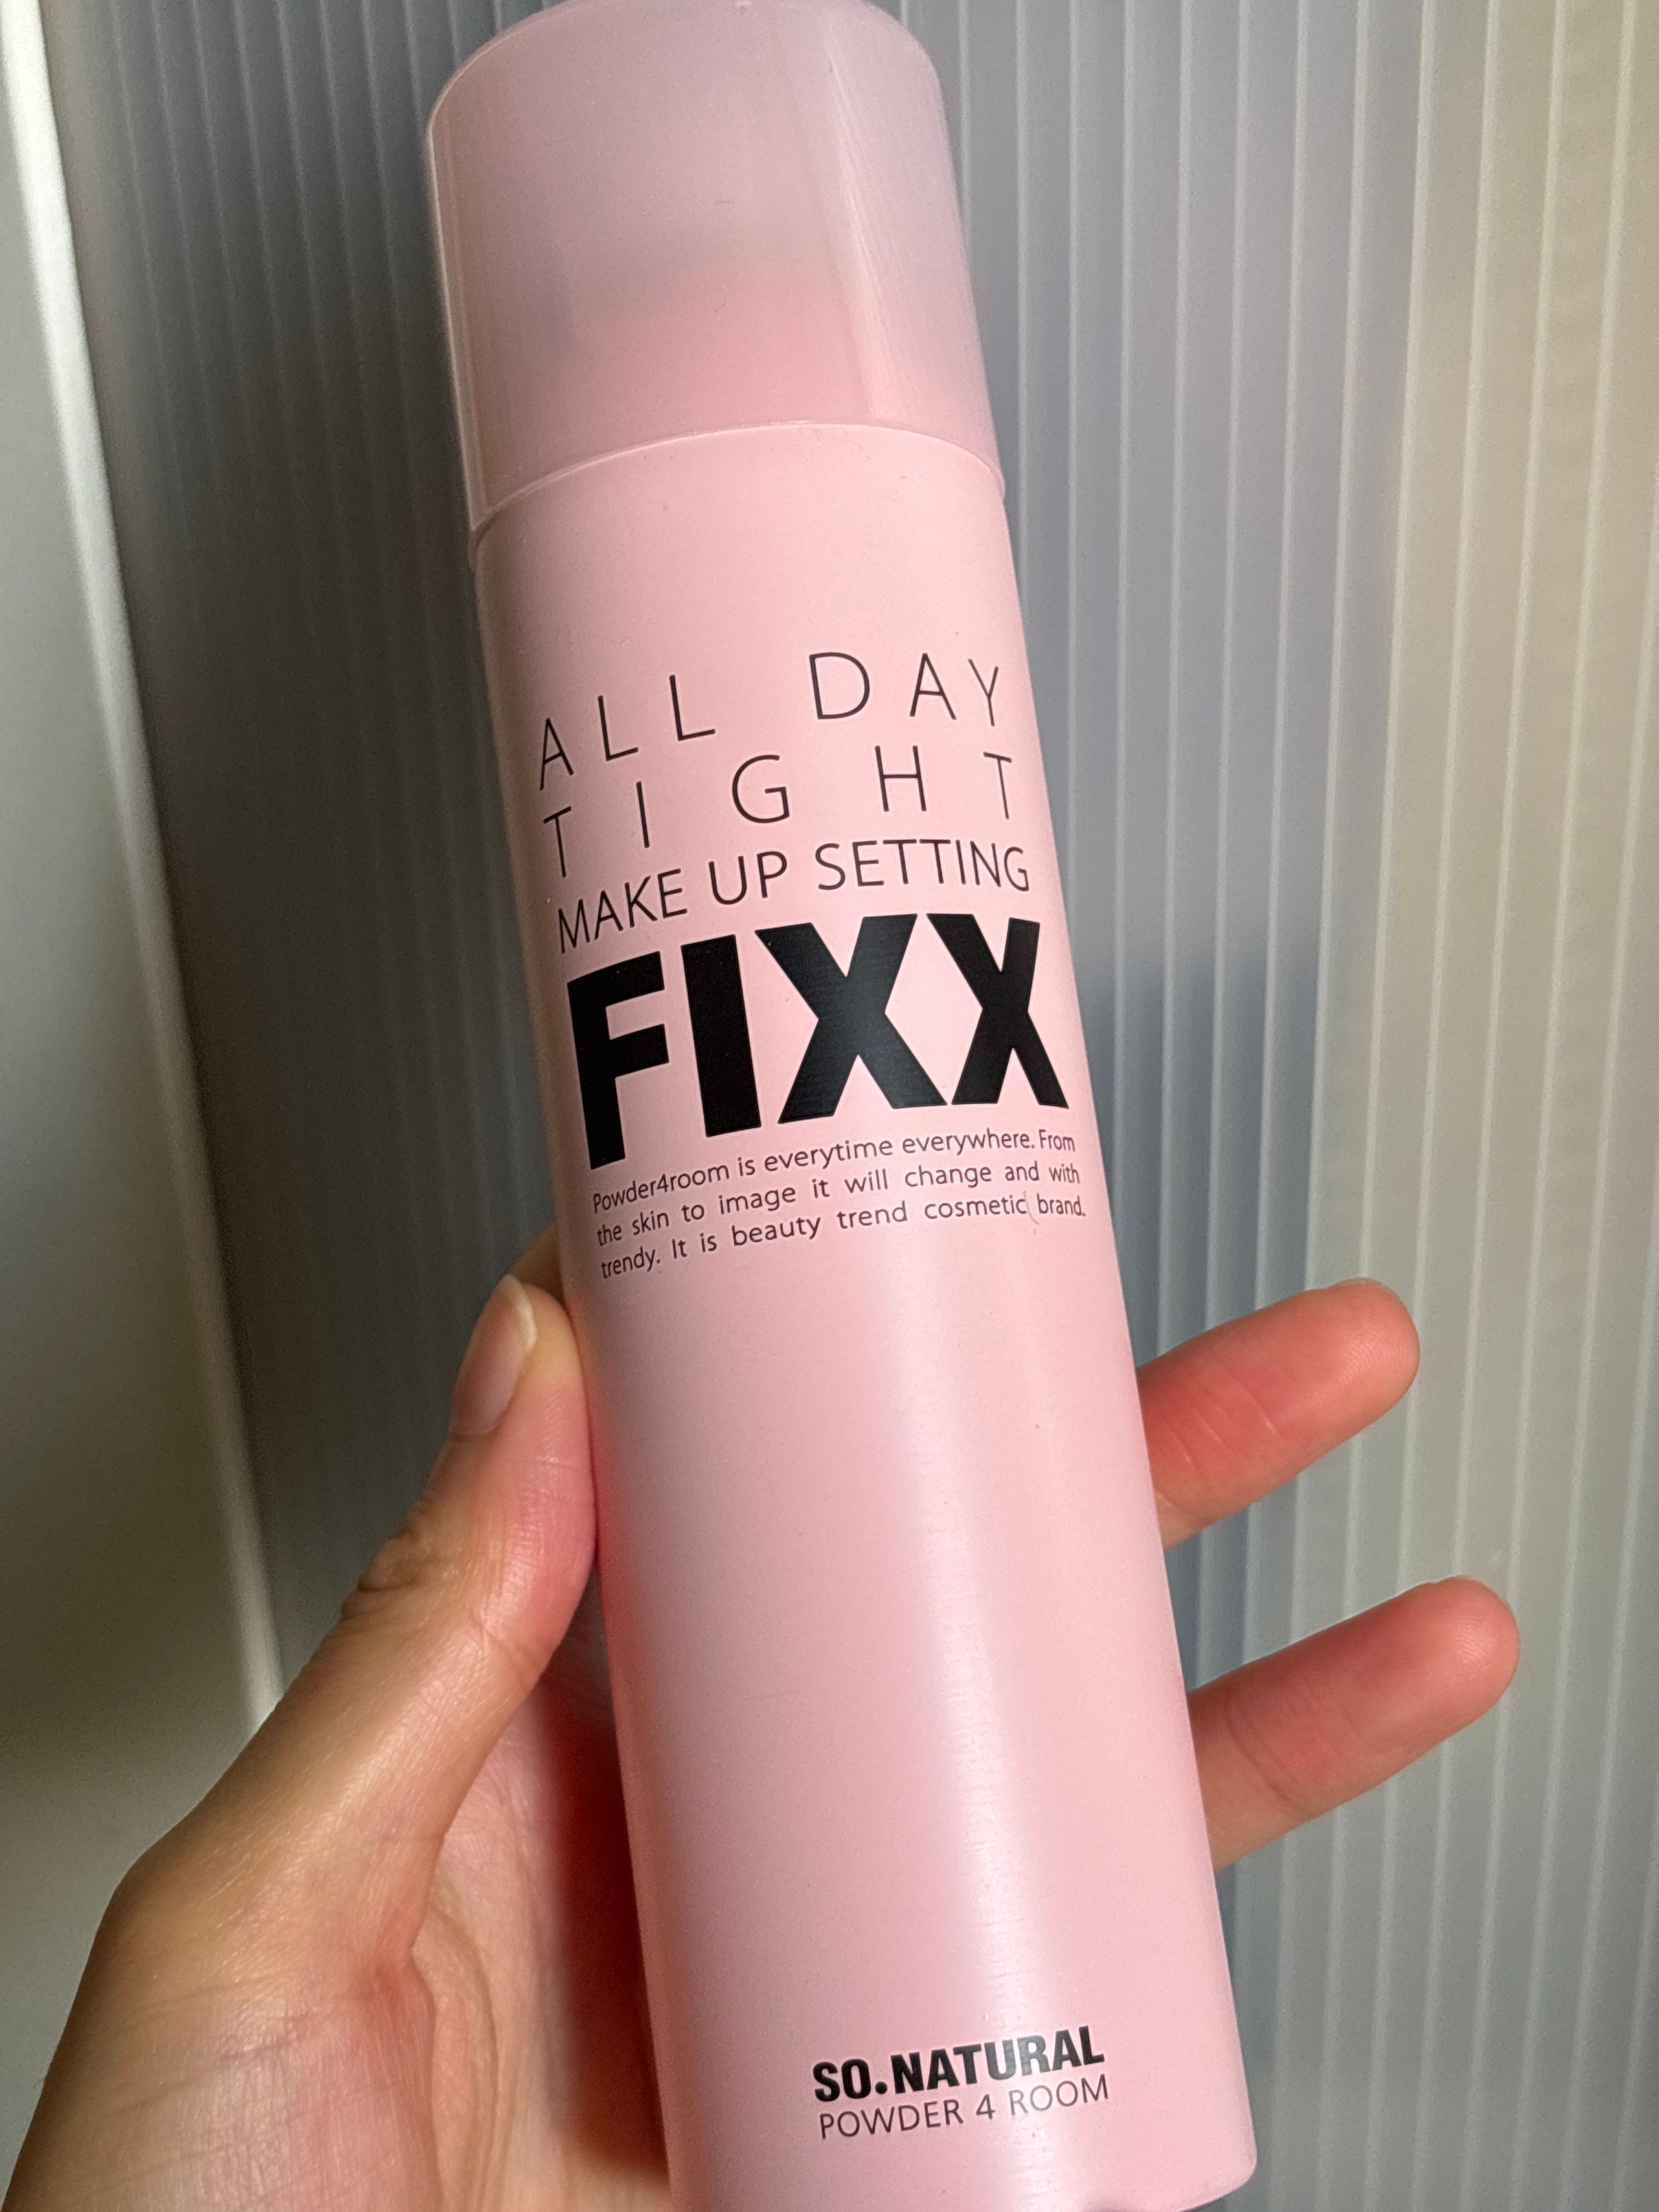 ALL DAY
TIGHT
MAKE UP SETTING
FIXX
Powder4room is everytime everywhere. From
the skin to image it will change and with
trendy. It is beauty trend cosmetic brand.
SO.NATURAL
POWDER 4 ROOM